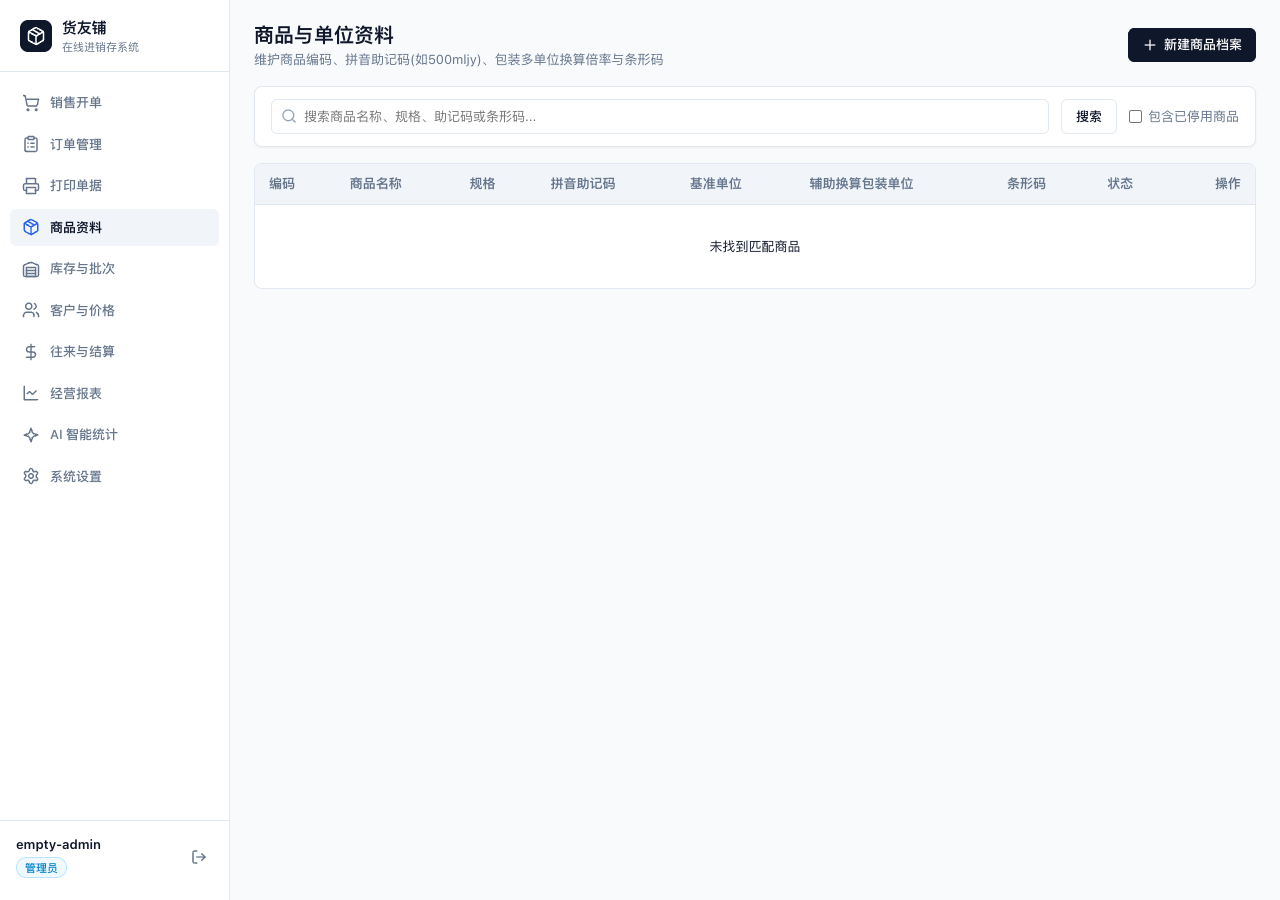 货友铺
在线进销存系统
销售开单
订单管理
打印单据
商品资料
库存与批次
客户与价格
往来与结算
经营报表
AI 智能统计
系统设置
empty-admin
管理员
商品与单位资料
维护商品编码、拼音助记码(如500mljy)、包装多单位换算倍率与条形码
新建商品档案
搜索商品名称、规格、助记码或条形码...
搜索
包含已停用商品
编码 商品名称 规格 拼音助记码 基准单位 辅助换算包装单位 条形码 状态 操作
未找到匹配商品